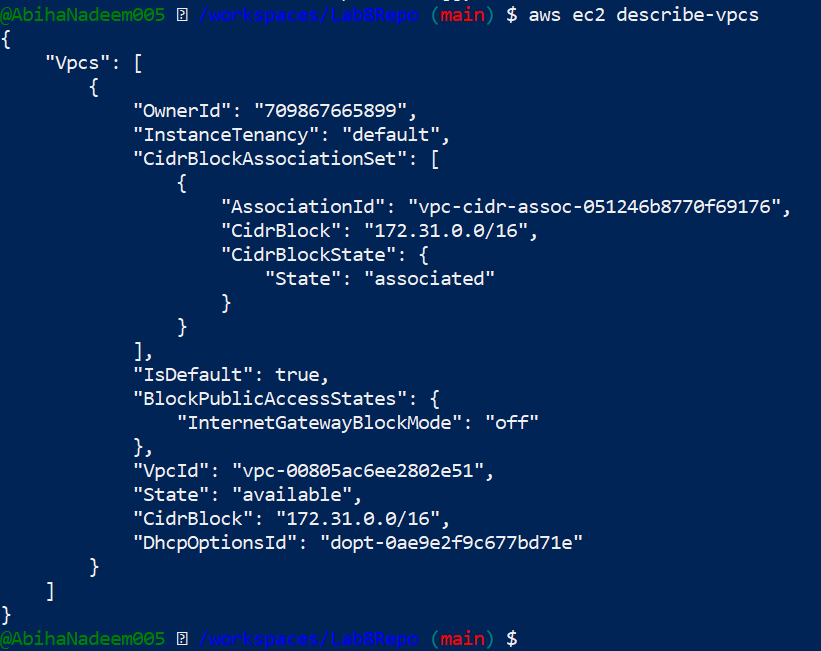 @AbihaNadeem005 /workspaces/Lab8Repo (main) $ aws ec2 describe-vpcs
{
    "Vpcs": [
        {
            "OwnerId": "709867665899",
            "InstanceTenancy": "default",
            "CidrBlockAssociationSet": [
                {
                    "AssociationId": "vpc-cidr-assoc-051246b8770f69176",
                    "CidrBlock": "172.31.0.0/16",
                    "CidrBlockState": {
                        "State": "associated"
                    }
                }
            ],
            "IsDefault": true,
            "BlockPublicAccessStates": {
                "InternetGatewayBlockMode": "off"
            },
            "VpcId": "vpc-00805ac6ee2802e51",
            "State": "available",
            "CidrBlock": "172.31.0.0/16",
            "DhcpOptionsId": "dopt-0ae9e2f9c677bd71e"
        }
    ]
}
@AbihaNadeem005 /workspaces/Lab8Repo (main) $